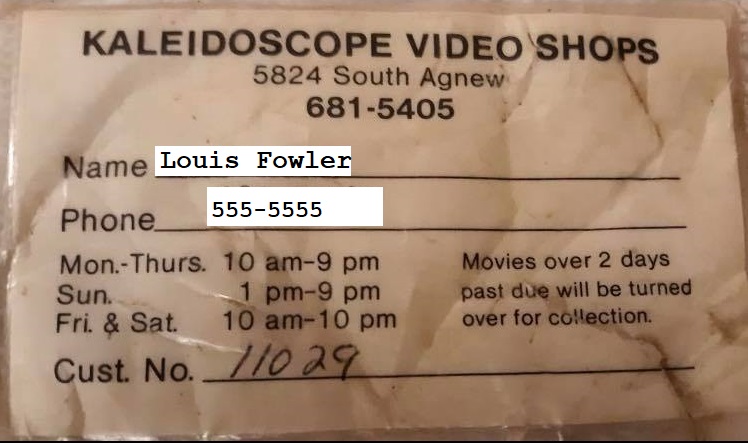 KALEIDOSCOPE VIDEO SHOPS
5824 South Agnew
681-5405
Name Louis Fowler
Phone 555-5555
Mon.-Thurs. 10 am-9 pm
Sun. 1 pm-9 pm
Fri. & Sat. 10 am-10 pm
Movies over 2 days
past due will be turned
over for collection.
Cust. No. 11029